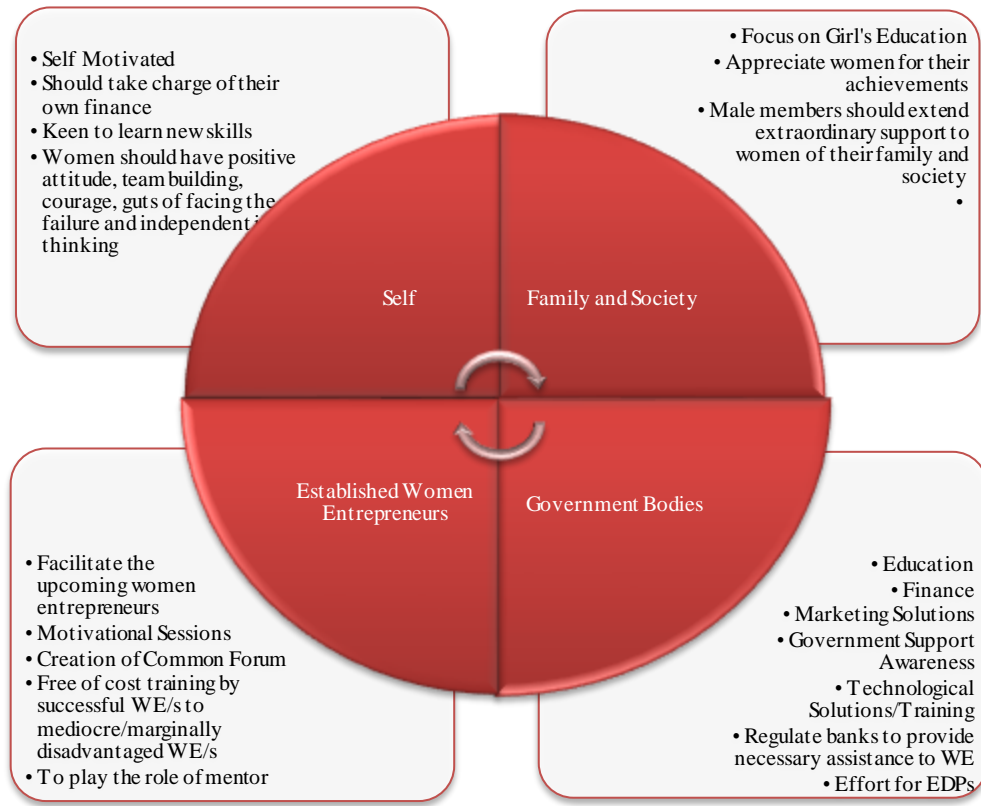 • Self Motivated
• Should take charge of their
own finance
• Keen to learn new skills
• Women should have positive
attitude, team building,
courage, guts of facing the
failure and independent i
thinking
• Focus on Girl's Education
• Appreciate women for their
achievements
• Male members should extend
extraordinary support to
women of their family and
society
•
Self
Family and Society
Established Women
Entrepreneurs
Government Bodies
• Facilitate the
upcoming women
entrepreneurs
• Motivational Sessions
• Creation of Common Forum
• Free of cost training by
successful WE/s to
mediocre/marginally
disadvantaged WE/s
• To play the role of mentor
• Education
• Finance
• Marketing Solutions
• Government Support
Awareness
• Technological
Solutions/Training
• Regulate banks to provide
necessary assistance to WE
• Effort for EDPs